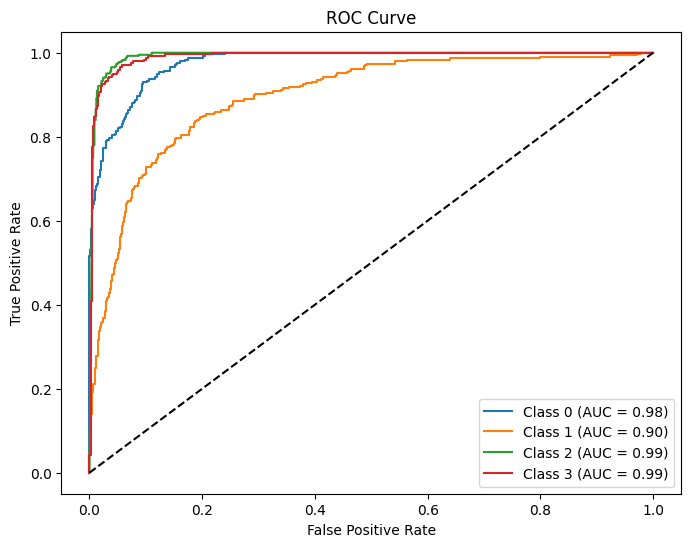 ROC Curve
True Positive Rate
1.0
0.8
0.6
0.4
0.2
0.0
0.0 0.2 0.4 0.6 0.8 1.0
False Positive Rate
Class 0 (AUC = 0.98)
Class 1 (AUC = 0.90)
Class 2 (AUC = 0.99)
Class 3 (AUC = 0.99)